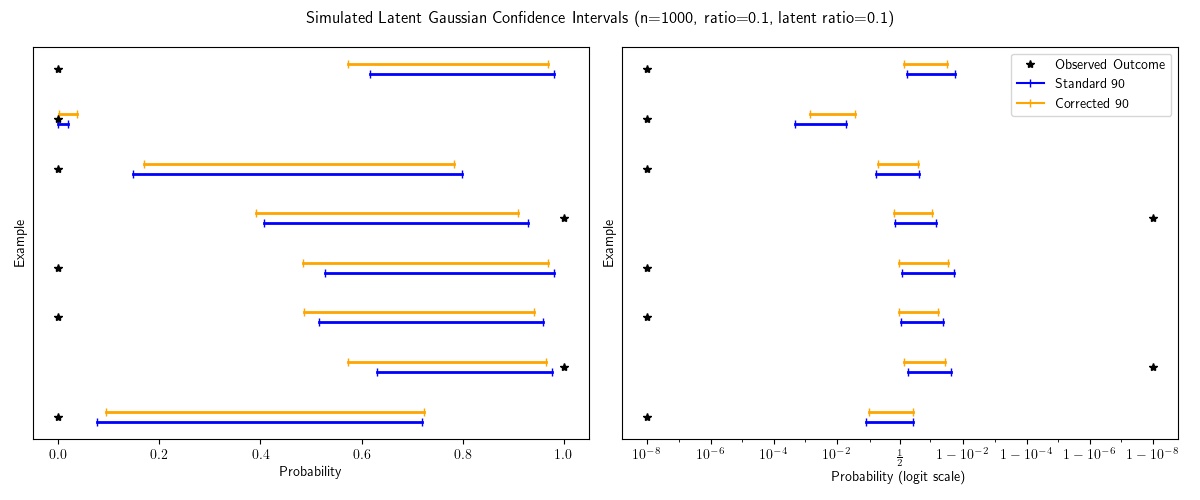 Simulated Latent Gaussian Confidence Intervals (n=1000, ratio=0.1, latent ratio=0.1)
Example
0.0 0.2 0.4 0.6 0.8 1.0
Probability
Example
Observed Outcome
Standard 90
Corrected 90
10⁻⁸ 10⁻⁶ 10⁻⁴ 10⁻² ½ 1 − 10⁻² 1 − 10⁻⁴ 1 − 10⁻⁶ 1 − 10⁻⁸
Probability (logit scale)